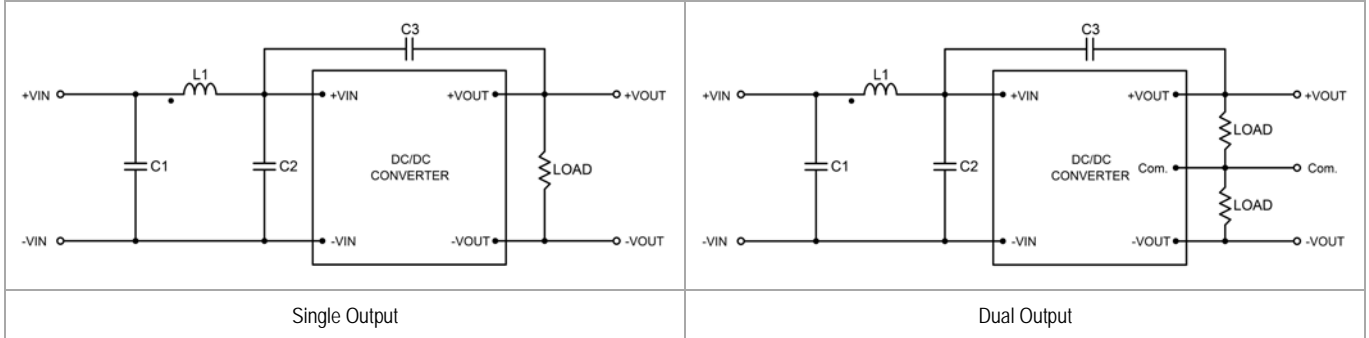 C3
L1
+VIN
+VIN
+VOUT
+VOUT
C1
C2
DC/DC
CONVERTER
LOAD
-VIN
-VIN
-VOUT
-VOUT
Single Output
C3
L1
+VIN
+VIN
+VOUT
+VOUT
LOAD
C1
C2
DC/DC
CONVERTER
Com.
Com.
LOAD
-VIN
-VIN
-VOUT
-VOUT
Dual Output